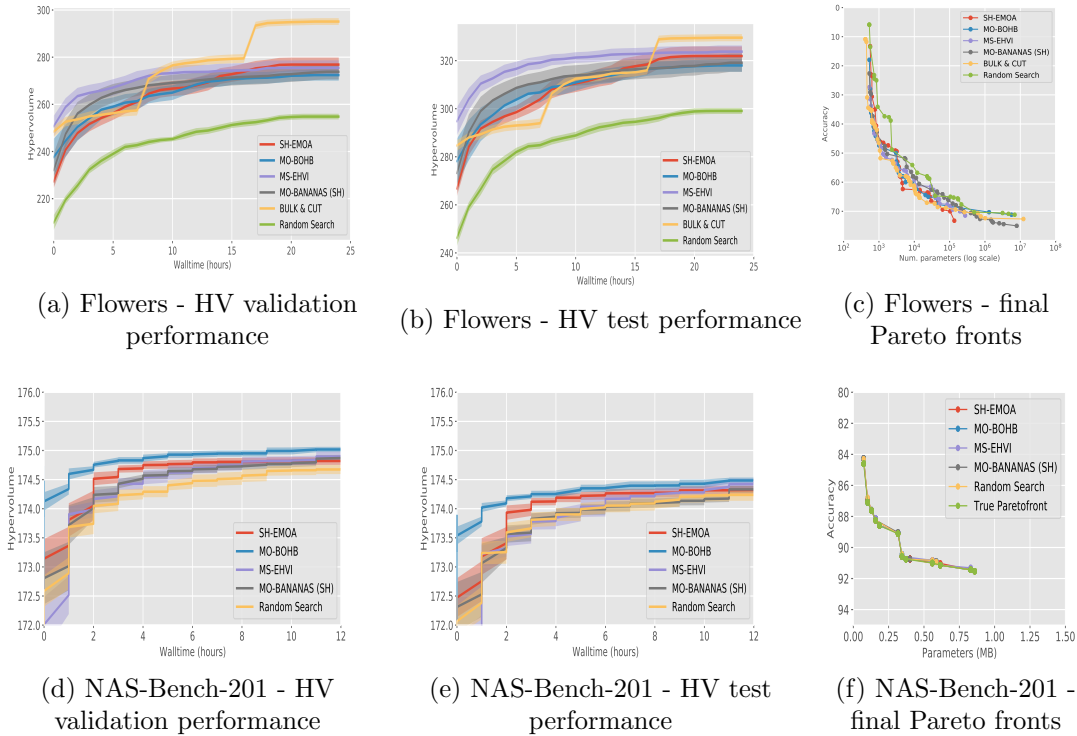 300
280
260
240
220
Hypervolume
SH-EMOA
MO-BOHB
MS-EHVI
MO-BANANAS (SH)
BULK & CUT
Random Search
0 5 10 15 20 25
Walltime (hours)
(a) Flowers - HV validation
performance
320
300
280
260
240
Hypervolume
SH-EMOA
MO-BOHB
MS-EHVI
MO-BANANAS (SH)
BULK & CUT
Random Search
0 5 10 15 20 25
Walltime (hours)
(b) Flowers - HV test performance
0
10
20
30
40
50
60
70
Accuracy
SH-EMOA
MO-BOHB
MS-EHVI
MO-BANANAS (SH)
BULK & CUT
Random Search
10² 10³ 10⁴ 10⁵ 10⁶ 10⁷ 10⁸
Num. parameters (log scale)
(c) Flowers - final
Pareto fronts
176.0
175.5
175.0
174.5
174.0
173.5
173.0
172.5
172.0
Hypervolume
SH-EMOA
MO-BOHB
MS-EHVI
MO-BANANAS (SH)
Random Search
0 2 4 6 8 10 12
Walltime (hours)
(d) NAS-Bench-201 - HV
validation performance
176.0
175.5
175.0
174.5
174.0
173.5
173.0
172.5
172.0
Hypervolume
SH-EMOA
MO-BOHB
MS-EHVI
MO-BANANAS (SH)
Random Search
0 2 4 6 8 10 12
Walltime (hours)
(e) NAS-Bench-201 - HV test
performance
80
82
84
86
88
90
92
94
Accuracy
SH-EMOA
MO-BOHB
MS-EHVI
MO-BANANAS (SH)
Random Search
True Paretofront
0.00 0.25 0.50 0.75 1.00 1.25 1.50
Parameters (MB)
(f) NAS-Bench-201 -
final Pareto fronts